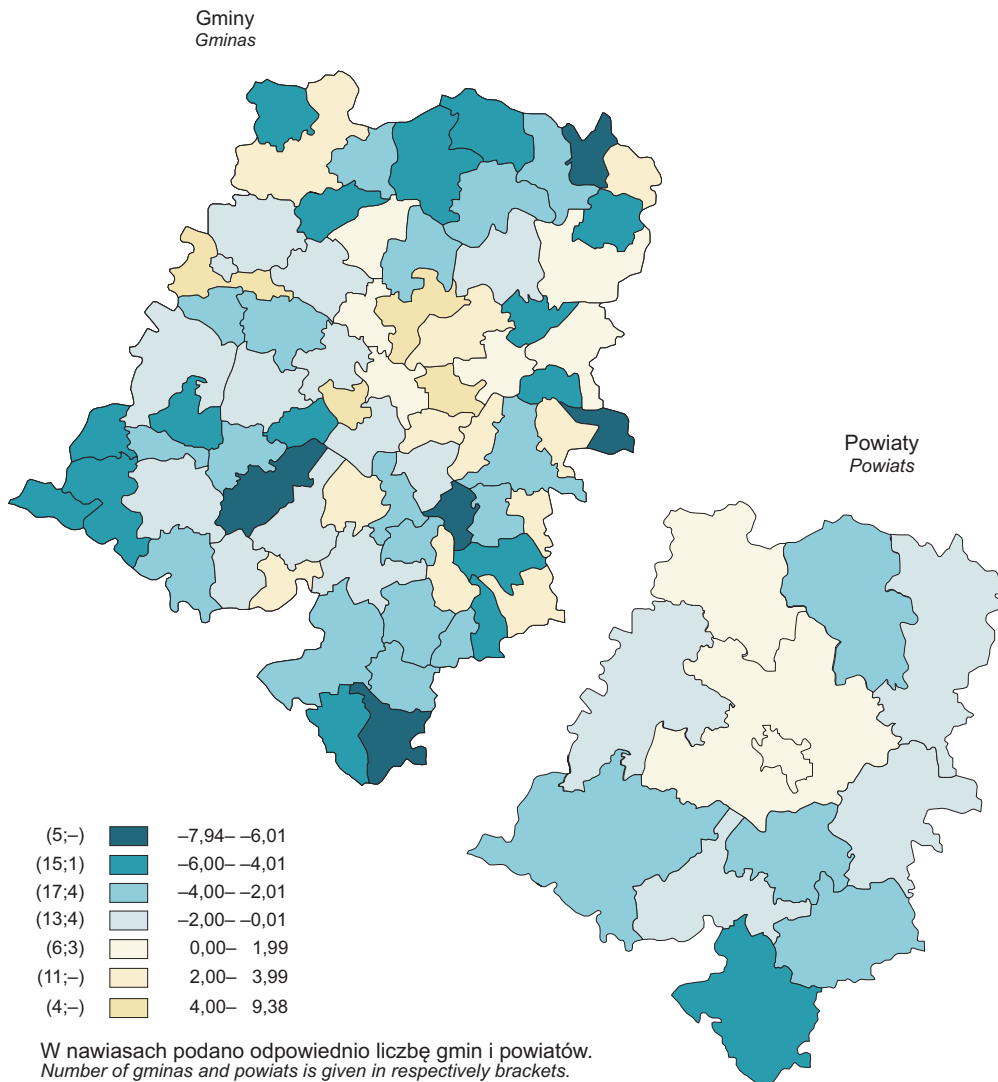 Gminy
Gminas
Powiaty
Powiats
(5;–) –7,94– –6,01
(15;1) –6,00– –4,01
(17;4) –4,00– –2,01
(13;4) –2,00– –0,01
(6;3) 0,00– 1,99
(11;–) 2,00– 3,99
(4;–) 4,00– 9,38
W nawiasach podano odpowiednio liczbę gmin i powiatów.
Number of gminas and powiats is given in respectively brackets.